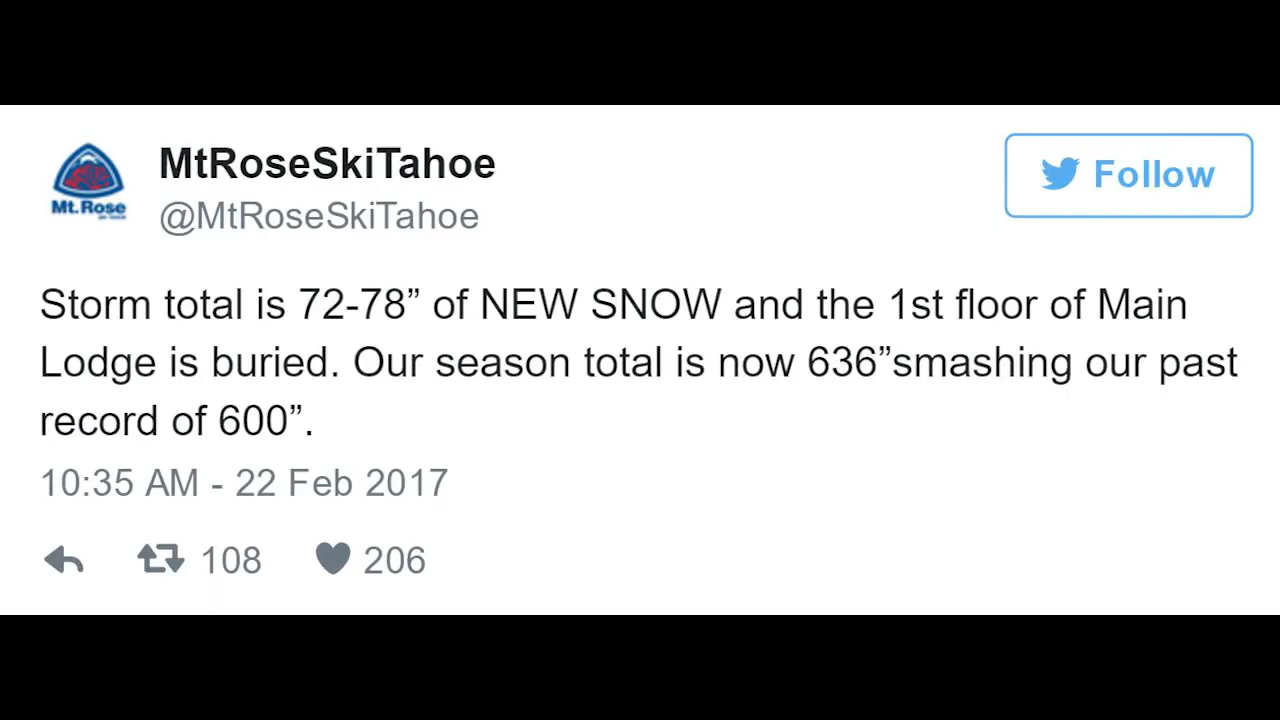 MtRoseSkiTahoe
@MtRoseSkiTahoe
Follow
Mt.Rose
Storm total is 72-78” of NEW SNOW and the 1st floor of Main
Lodge is buried. Our season total is now 636”smashing our past
record of 600”.
10:35 AM - 22 Feb 2017
108 206